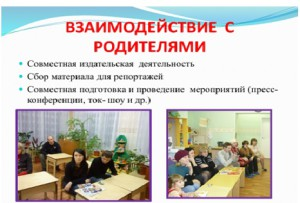 ВЗАИМОДЕЙСТВИЕ С
РОДИТЕЛЯМИ
Совместная издательская деятельность
Сбор материала для репортажей
Совместная подготовка и проведение мероприятий (пресс-
конференции, ток- шоу и др.)